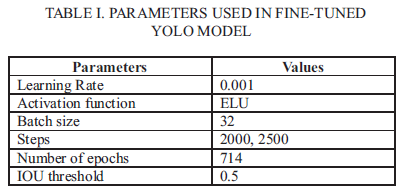 TABLE I. PARAMETERS USED IN FINE-TUNED
YOLO MODEL
Parameters Values
Learning Rate 0.001
Activation function ELU
Batch size 32
Steps 2000, 2500
Number of epochs 714
IOU threshold 0.5